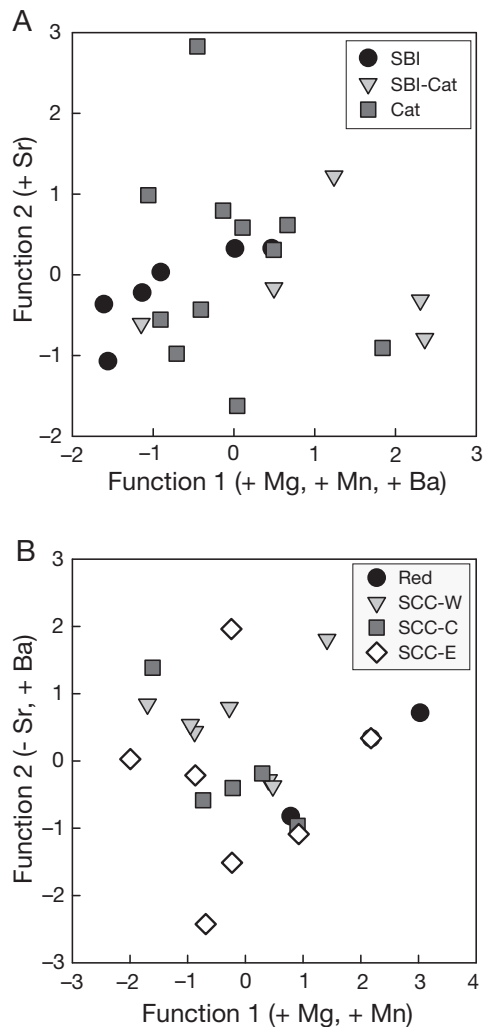 A
3
2
1
0
−1
−2
Function 2 (+ Sr)
SBI
SBI-Cat
Cat
−2 −1 0 1 2 3
Function 1 (+ Mg, + Mn, + Ba)
B
3
2
1
0
−1
−2
−3
Function 2 (- Sr, + Ba)
Red
SCC-W
SCC-C
SCC-E
−3 −2 −1 0 1 2 3 4
Function 1 (+ Mg, + Mn)